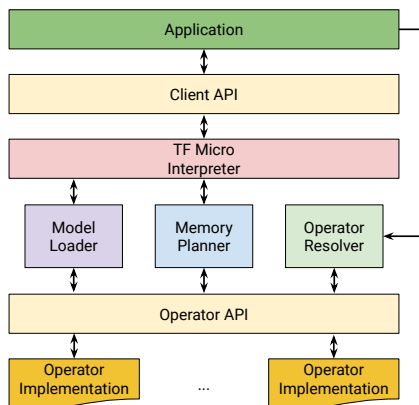 Application
Client API
TF Micro
Interpreter
Model
Loader
Memory
Planner
Operator
Resolver
Operator API
Operator
Implementation
...
Operator
Implementation